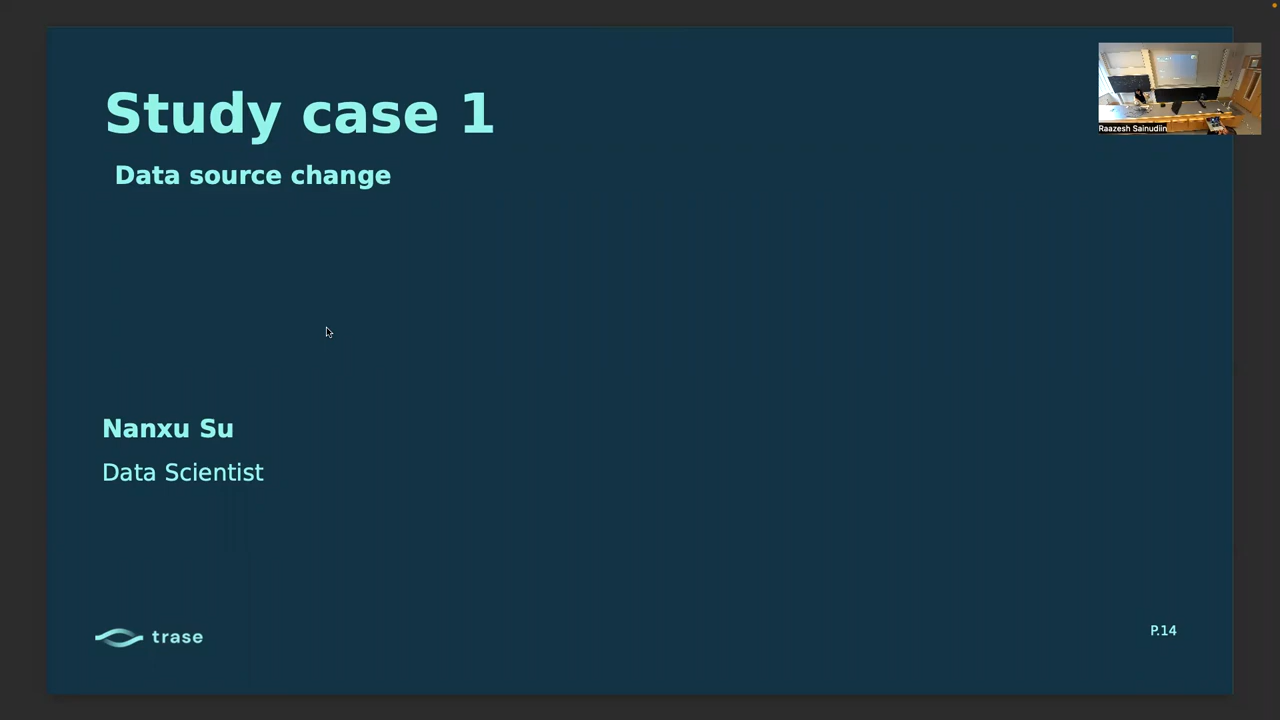 Study case 1
Data source change
Raazesh Sainudiin
Nanxu Su
Data Scientist
trase
P.14